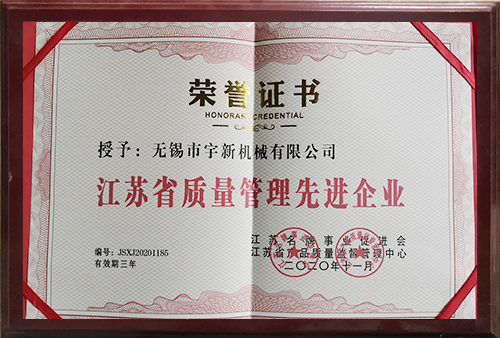 荣誉证书
HONORARY CREDENTIAL
授予：无锡市宇新机械有限公司
江苏省质量管理先进企业
编号：JSXJ20201185
有效期三年
江苏名牌事业促进会
江苏省产品质量监督管理中心
二〇二〇年十一月